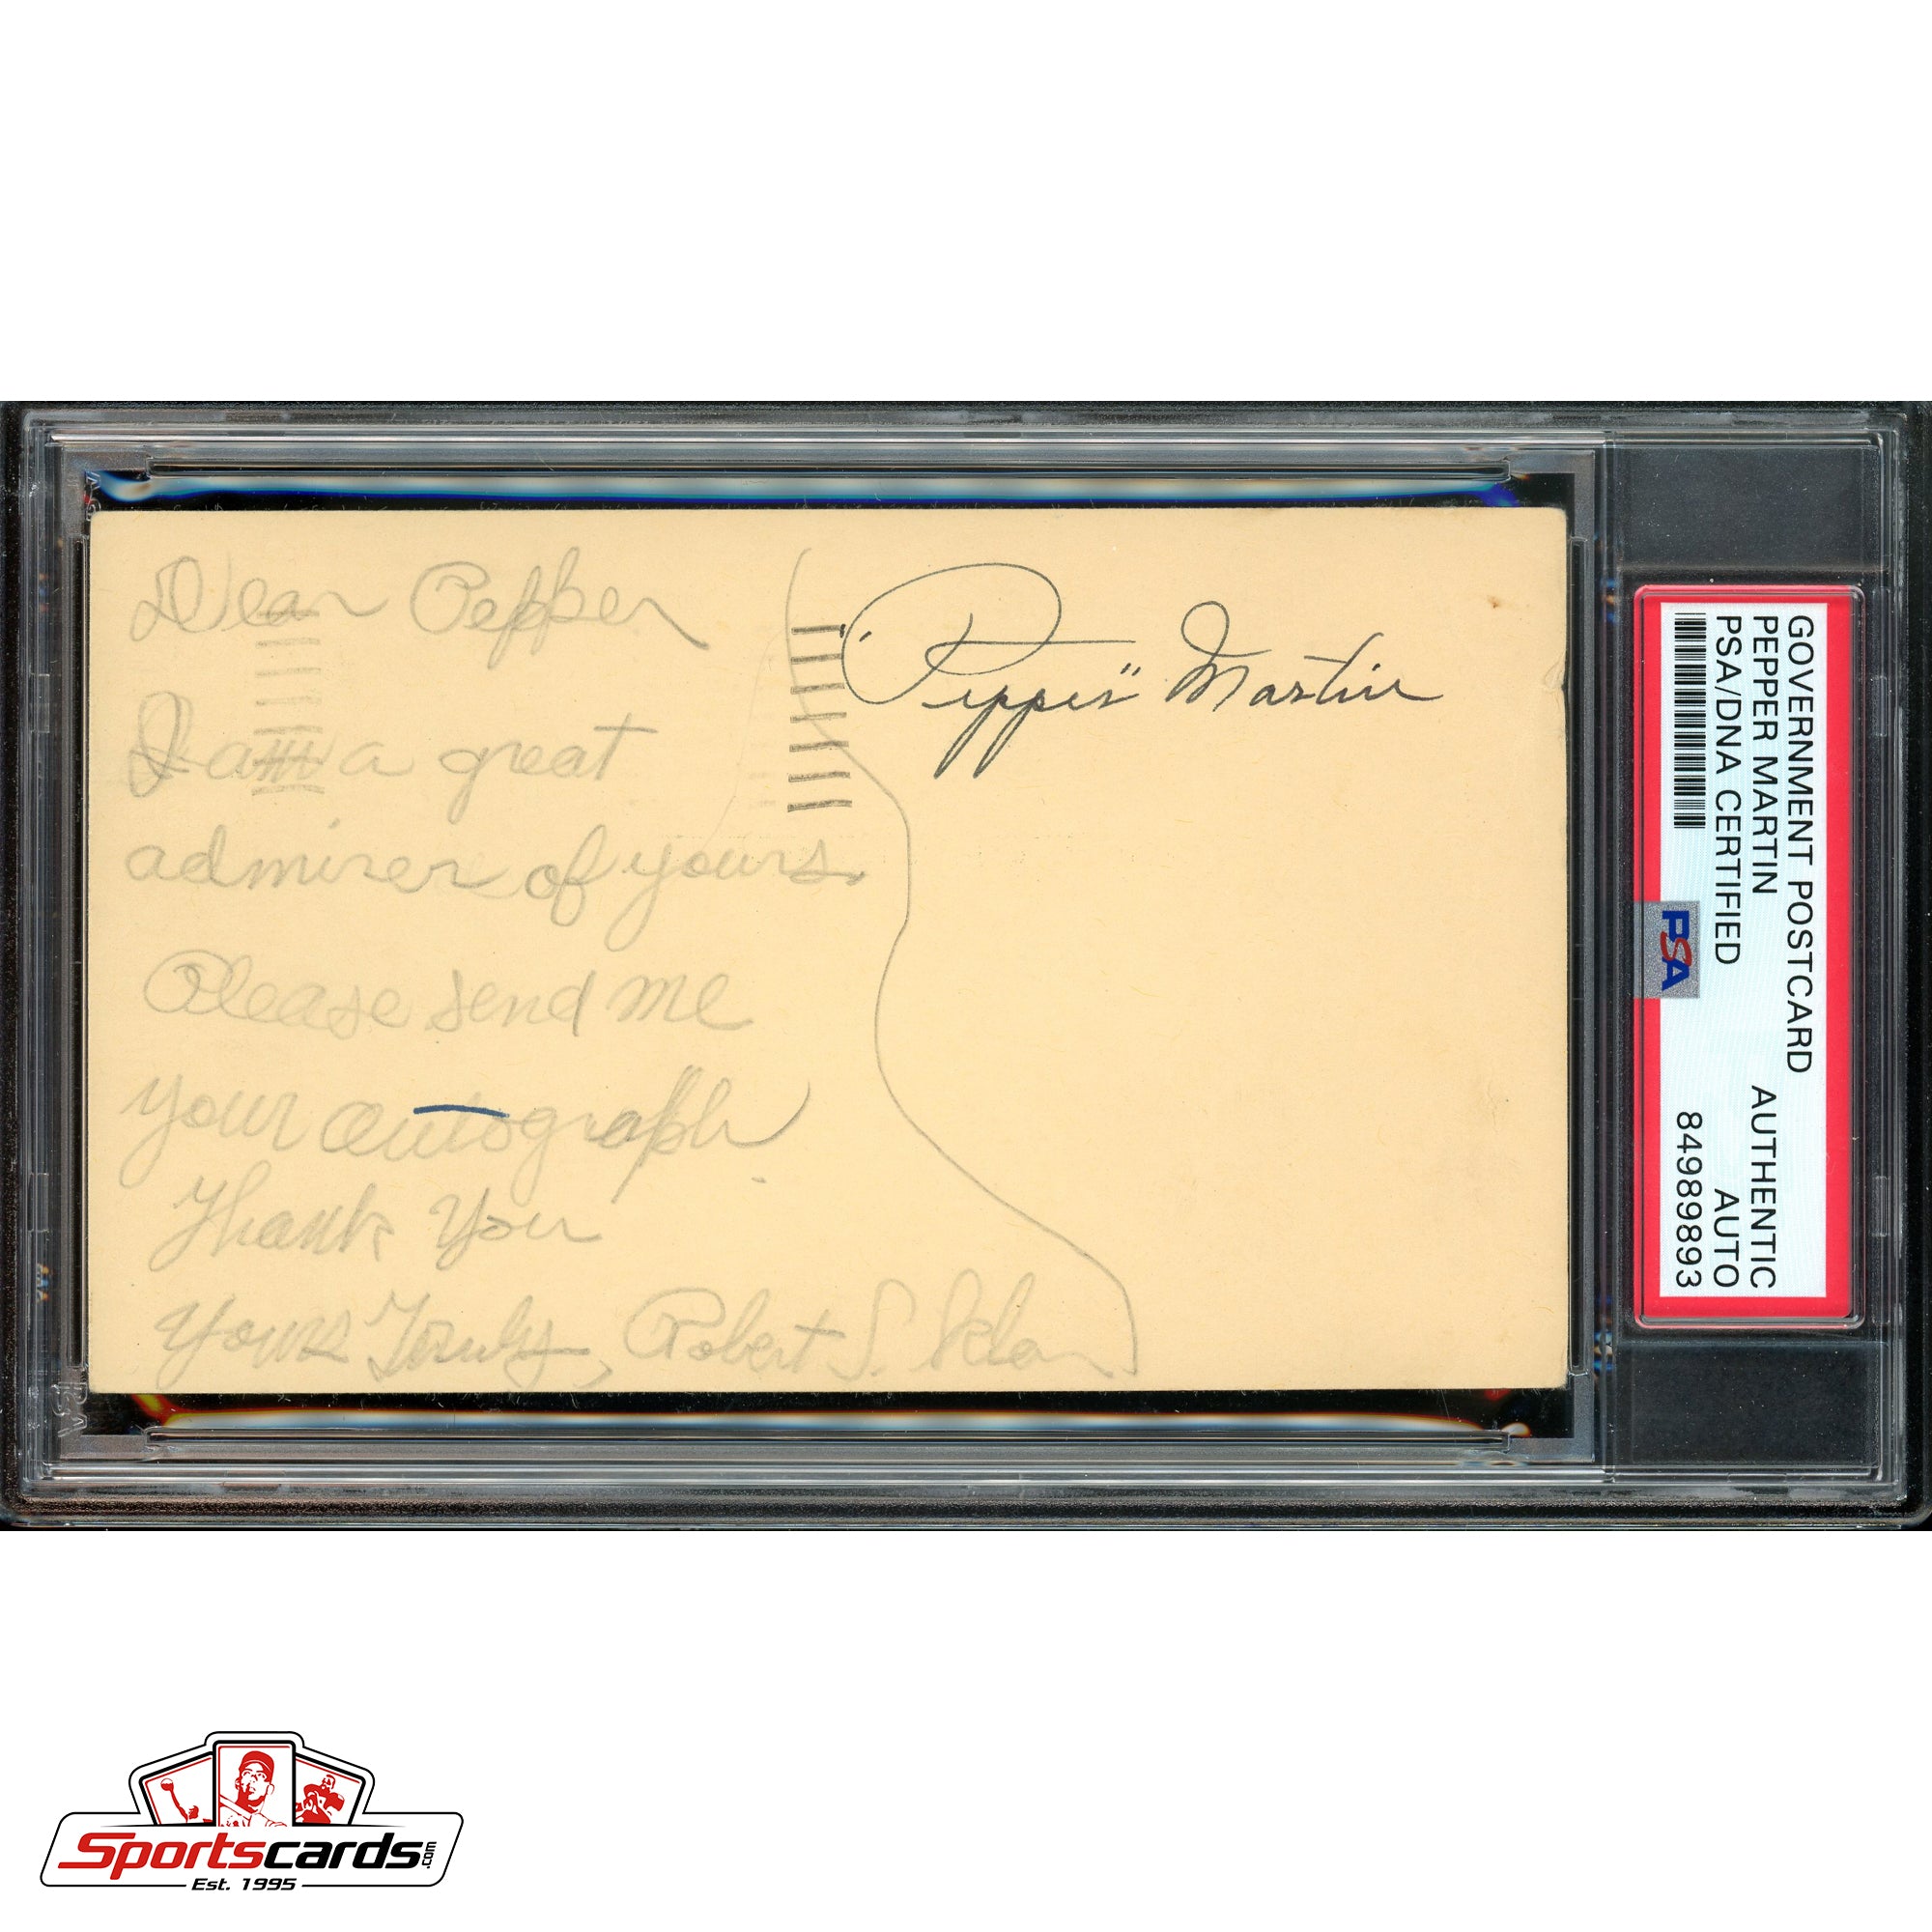 Dear Pepper
I am a great
admirer of yours.
Please send me
your autograph
Thank You
Yours Truly, Robert S.
"Pepper" Martin
GOVERNMENT POSTCARD
PEPPER MARTIN AUTHENTIC
PSA/DNA CERTIFIED AUTO
84989893
PSA
Sportscards.com
Est. 1995